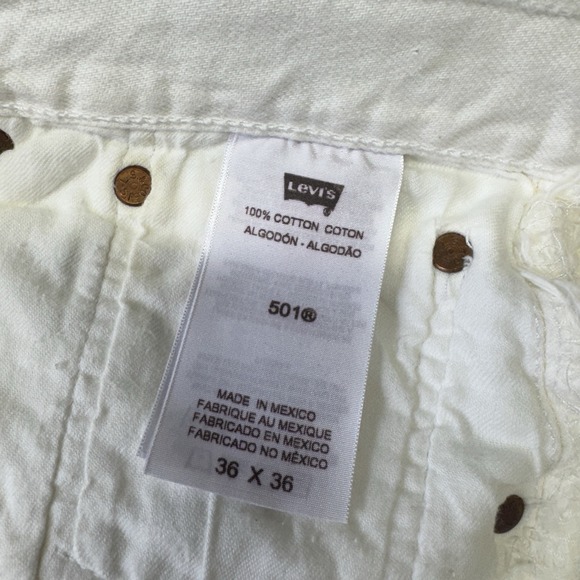 Levi's
100% COTTON COTON
ALGODÓN - ALGODÃO
501®
MADE IN MEXICO
FABRIQUE AU MEXIQUE
FABRICADO EN MEXICO
FABRICADO NO MÉXICO
36 X 36